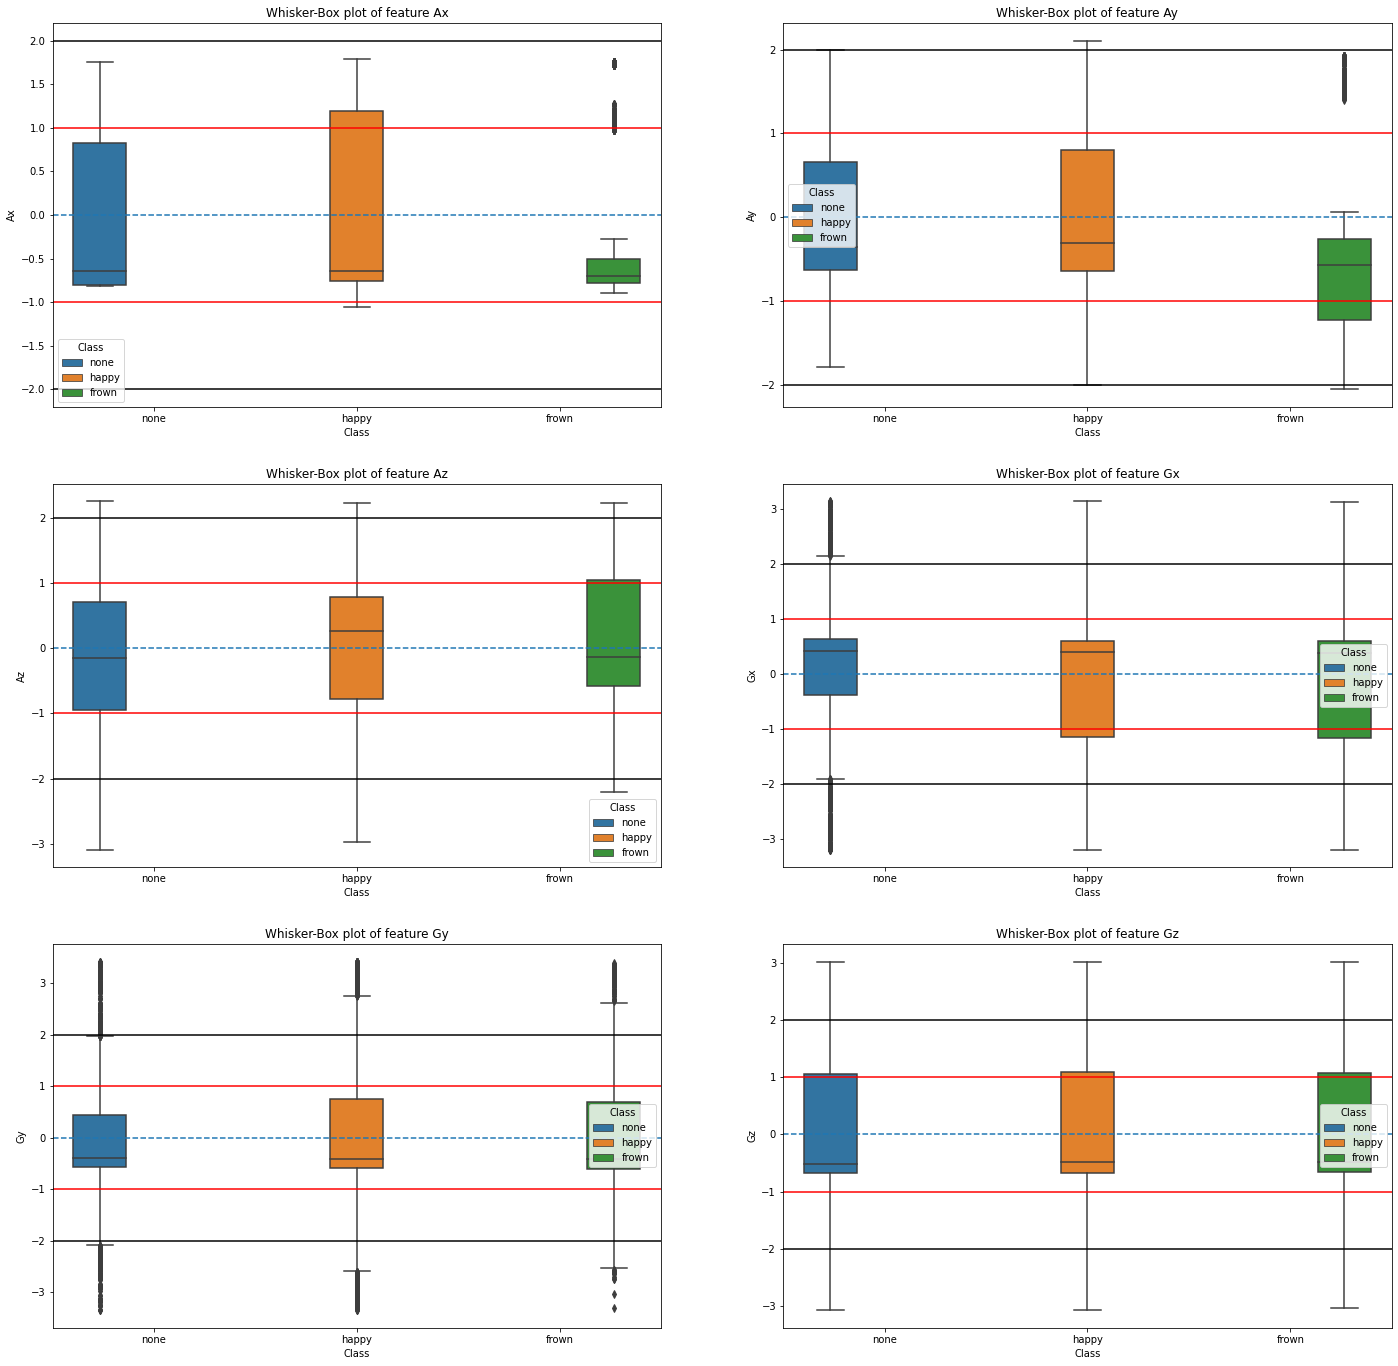 Whisker-Box plot of feature Ax
2.0
1.5
1.0
0.5
0.0
−0.5
−1.0
−1.5
−2.0
Ax
Class
none
happy
frown
none happy frown
Class
Whisker-Box plot of feature Ay
2
1
0
−1
−2
Ay
Class
none
happy
frown
none happy frown
Class
Whisker-Box plot of feature Az
2
1
0
−1
−2
−3
Az
Class
none
happy
frown
none happy frown
Class
Whisker-Box plot of feature Gx
3
2
1
0
−1
−2
−3
Gx
Class
none
happy
frown
none happy frown
Class
Whisker-Box plot of feature Gy
3
2
1
0
−1
−2
−3
Gy
Class
none
happy
frown
none happy frown
Class
Whisker-Box plot of feature Gz
3
2
1
0
−1
−2
−3
Gz
Class
none
happy
frown
none happy frown
Class